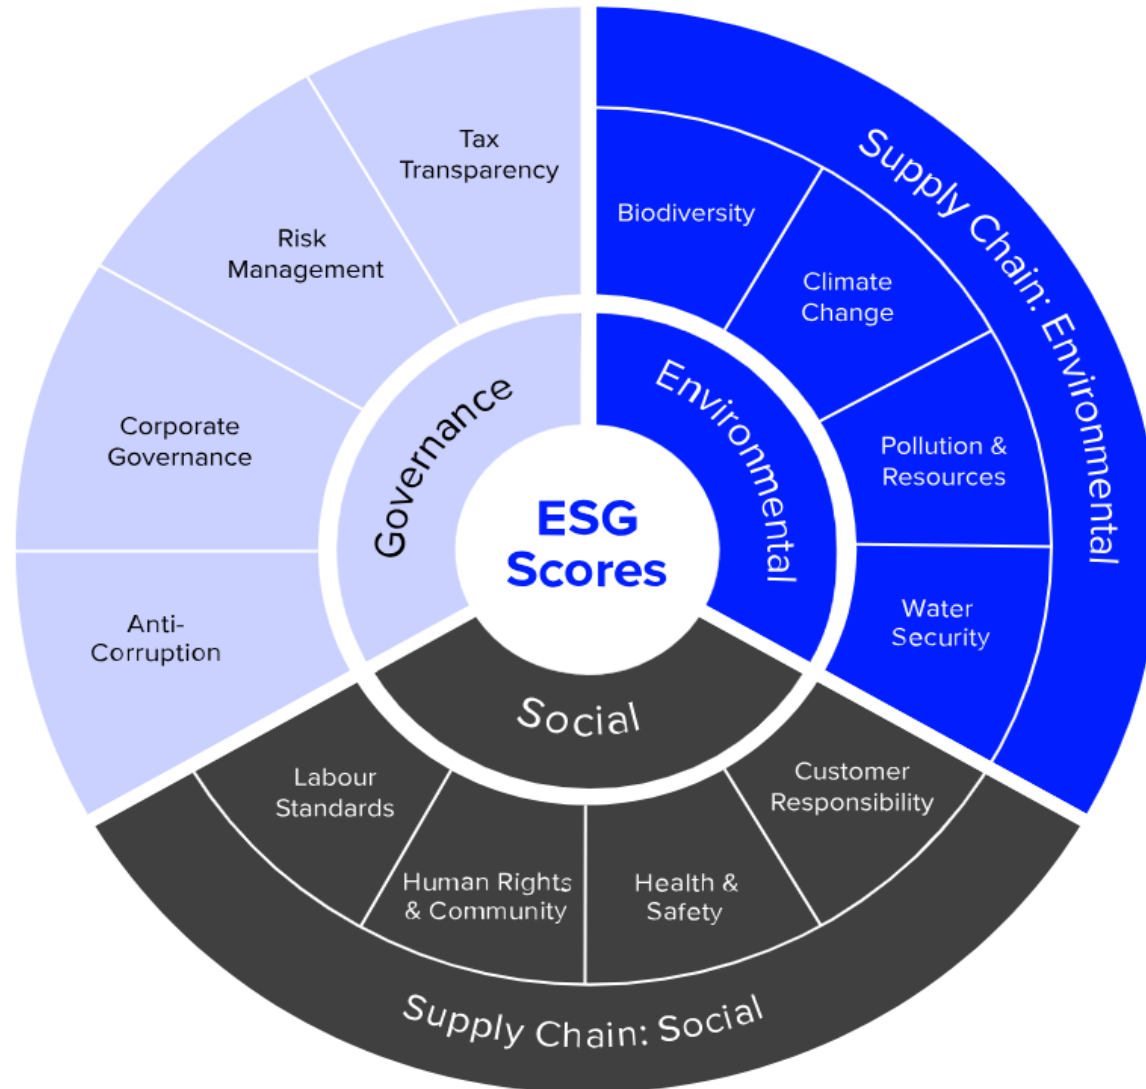 Tax
Transparency
Risk
Management
Corporate
Governance
Anti-
Corruption
Governance
ESG
Scores
Environmental
Biodiversity
Climate
Change
Pollution &
Resources
Water
Security
Supply Chain: Environmental
Social
Labour
Standards
Human Rights
& Community
Health &
Safety
Customer
Responsibility
Supply Chain: Social